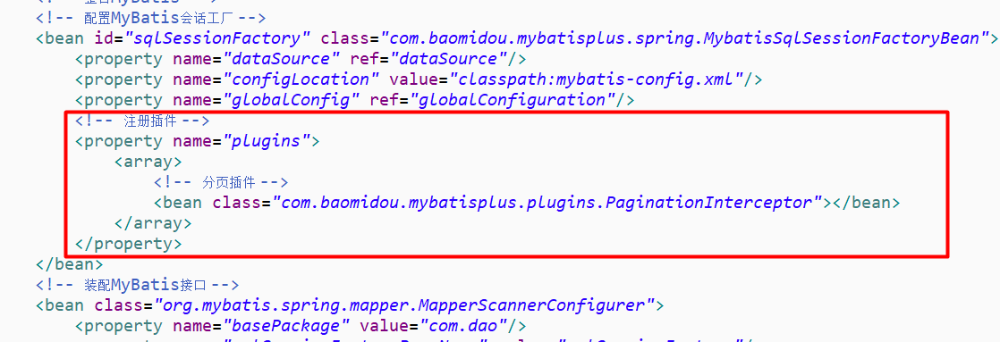 <!-- 配置MyBatis会话工厂 -->
<bean id="sqlSessionFactory" class="com.baomidou.mybatisplus.spring.MybatisSqlSessionFactoryBean">
<property name="dataSource" ref="dataSource"/>
<property name="configLocation" value="classpath:mybatis-config.xml"/>
<property name="globalConfig" ref="globalConfiguration"/>
<!-- 注册插件 -->
<property name="plugins">
<array>
<!-- 分页插件 -->
<bean class="com.baomidou.mybatisplus.plugins.PaginationInterceptor"></bean>
</array>
</property>
</bean>
<!-- 装配MyBatis接口 -->
<bean class="org.mybatis.spring.mapper.MapperScannerConfigurer">
<property name="basePackage" value="com.dao"/>